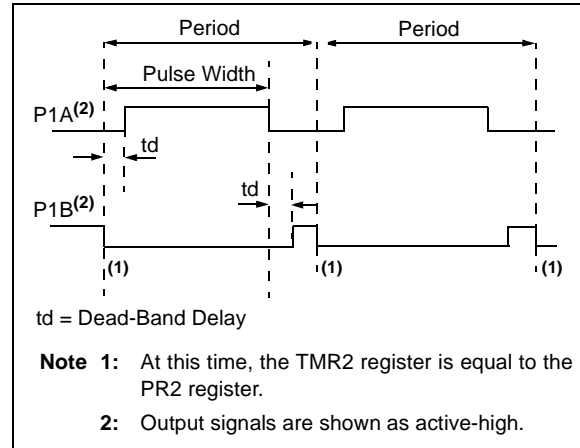 Period
Period
Pulse Width
P1A(2)
td
td
P1B(2)
(1)
(1)
(1)
td = Dead-Band Delay
Note 1: At this time, the TMR2 register is equal to the
PR2 register.
2: Output signals are shown as active-high.